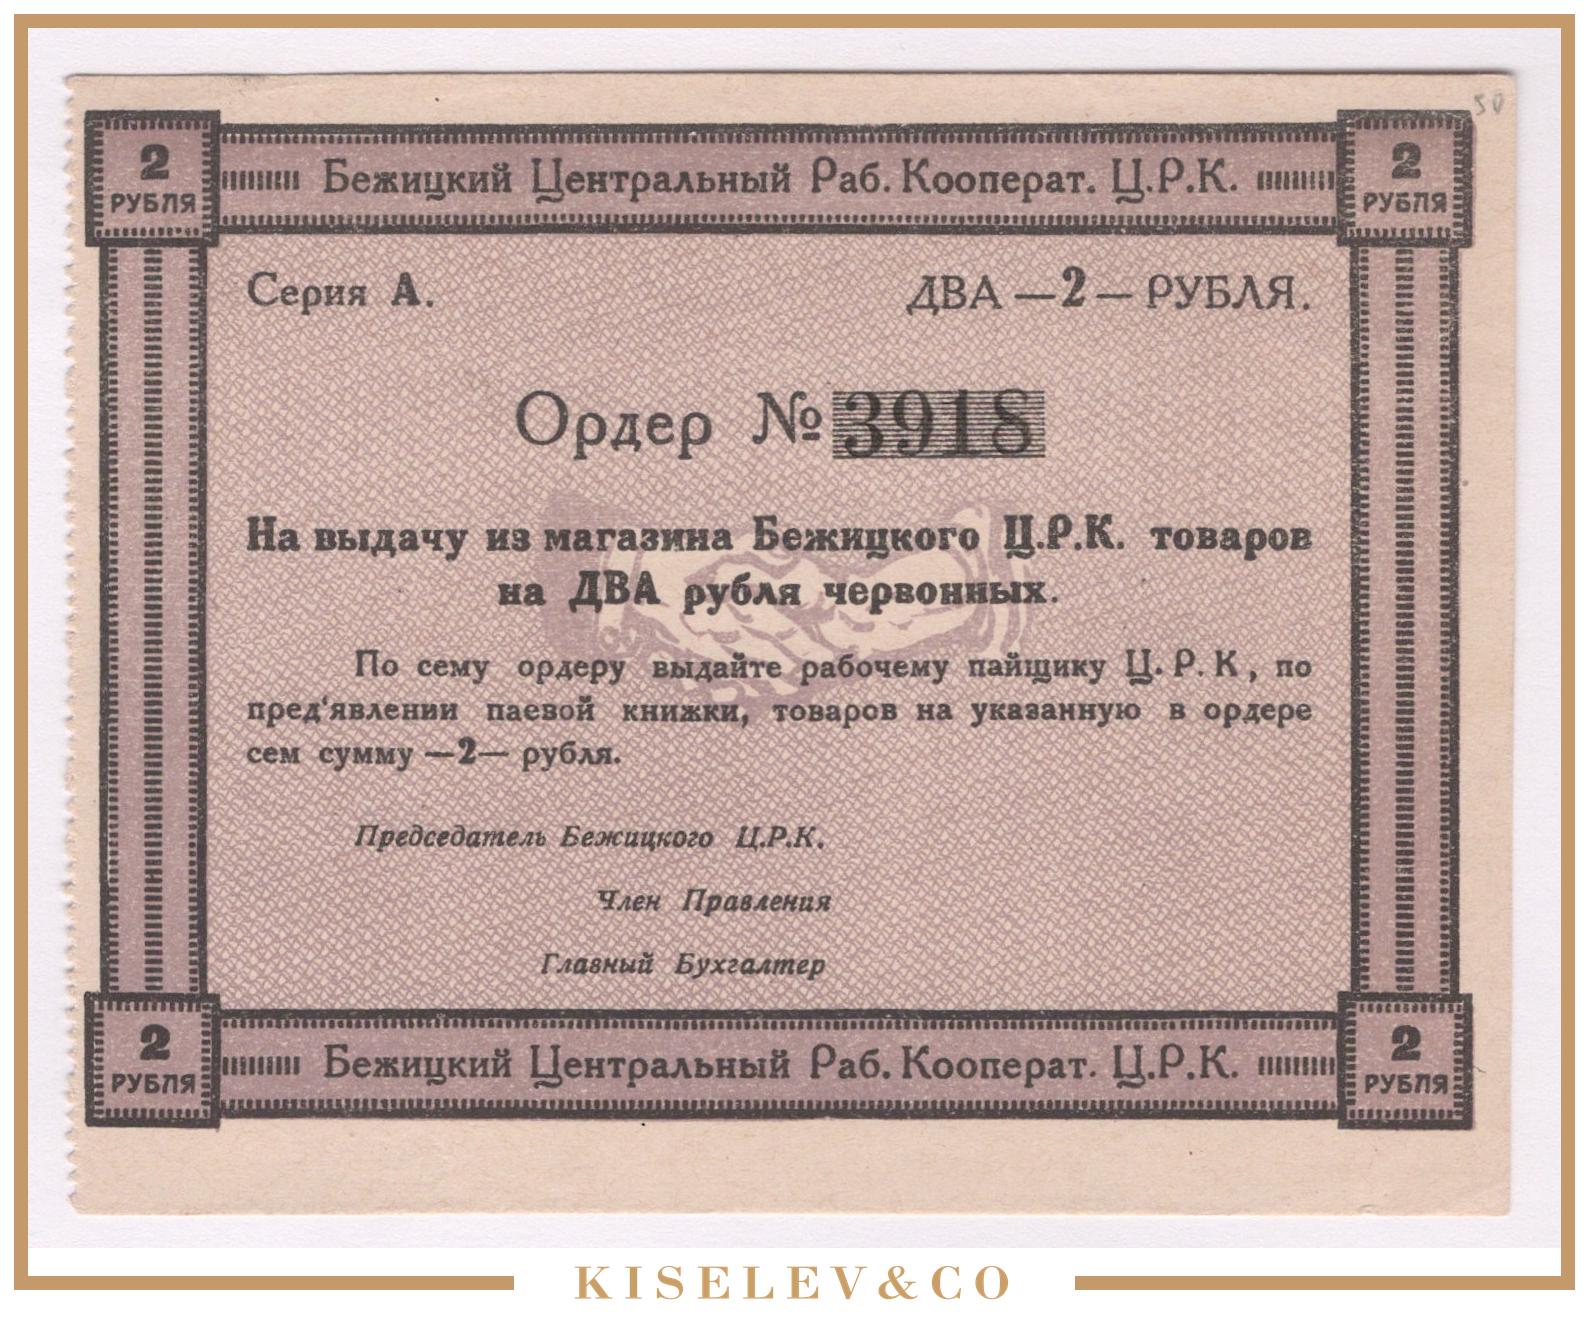 50
2 РУБЛЯ
Бежицкий Центральный Раб. Кооперат. Ц.Р.К.
2 РУБЛЯ
Серия А.
ДВА —2— РУБЛЯ.
Ордер № 3918
На выдачу из магазина Бежицкого Ц.Р.К. товаров
на ДВА рубля червонных.
По сему ордеру выдайте рабочему пайщику Ц. Р. К, по
пред‘явлении паевой книжки, товаров на указанную в ордере
сем сумму —2— рубля.
Председатель Бежицкого Ц.Р.К.
Член Правления
Главный Бухгалтер
2 РУБЛЯ
Бежицкий Центральный Раб. Кооперат. Ц.Р.К.
2 РУБЛЯ
KISELEV&CO